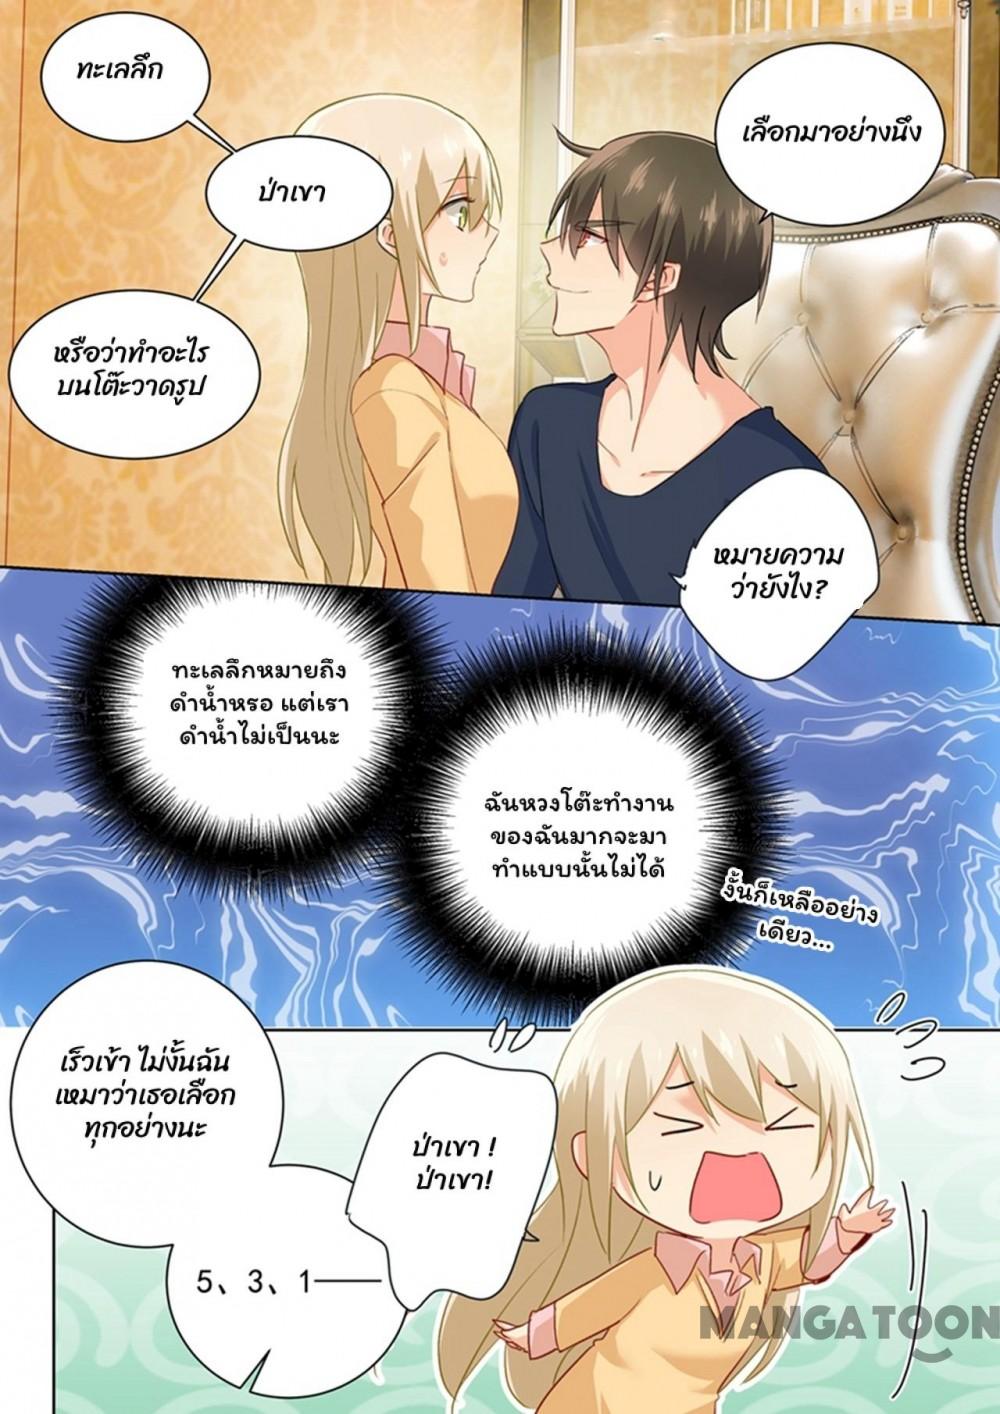 ทะเลลึก
ป่าเขา
หรือว่าทำอะไร
บนโต๊ะวาดรูป
เลือกมาอย่างนึง
หมายความ
ว่ายังไง?
ทะเลลึกหมายถึง
ดำน้ำหรอ แต่เรา
ดำน้ำไม่เป็นนะ
ฉันหวงโต๊ะทำงาน
ของฉันมากจะมา
ทำแบบนั้นไม่ได้
งั้นก็เหลืออย่าง
เดียว...
เร็วเข้า ไม่งั้นฉัน
เหมาว่าเธอเลือก
ทุกอย่างนะ
5、3、1——
ป่าเขา !
ป่าเขา!
MANGATOON